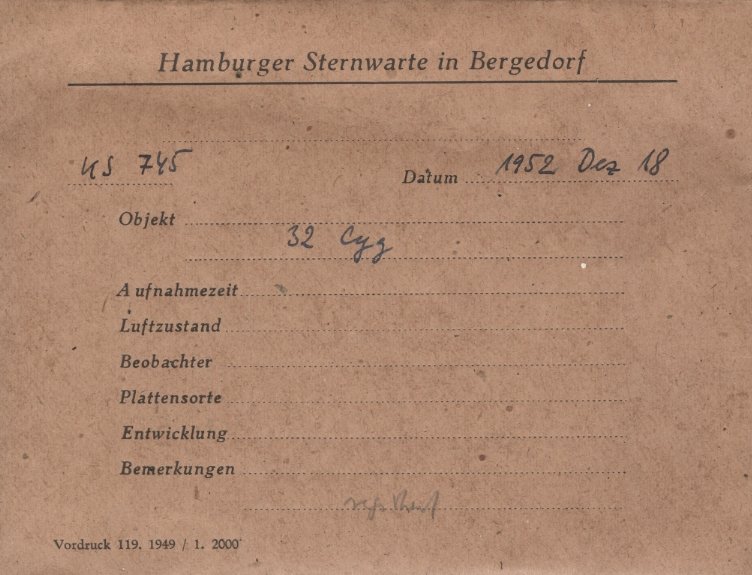 Hamburger Sternwarte in Bergedorf
KS 745 Datum 1952 Dez 18
Objekt
32 Cyg
Aufnahmezeit
Luftzustand
Beobachter
Plattensorte
Entwicklung
Bemerkungen
Vordruck 119. 1949 / 1. 2000